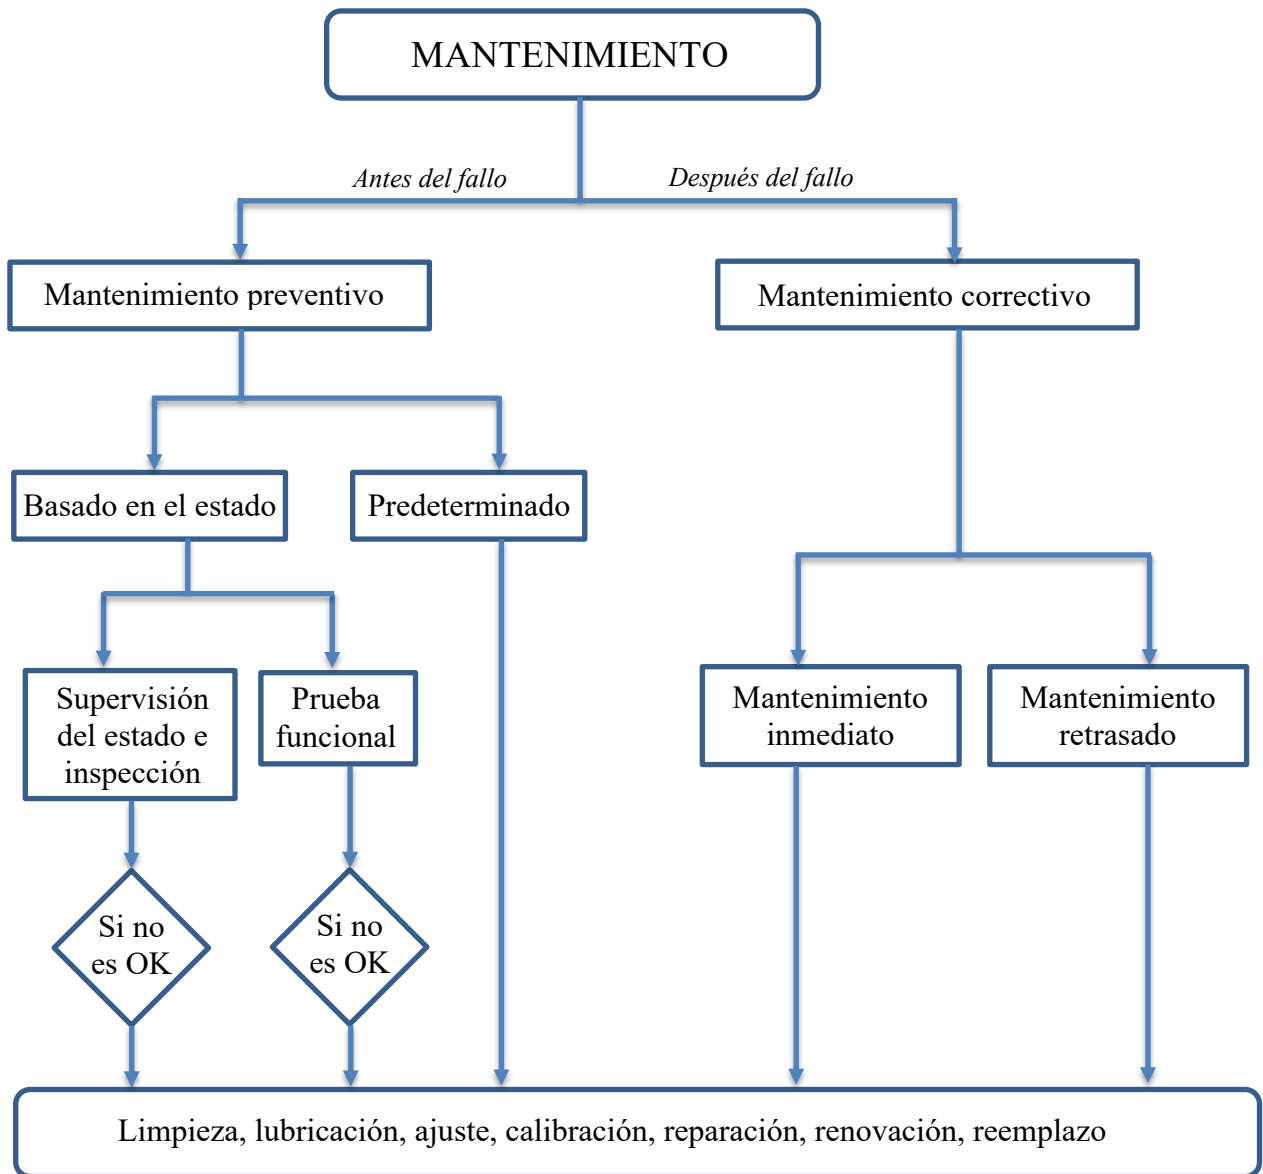 MANTENIMIENTO
Antes del fallo
Después del fallo
Mantenimiento preventivo
Mantenimiento correctivo
Basado en el estado
Predeterminado
Supervisión
del estado e
inspección
Prueba
funcional
Mantenimiento
inmediato
Mantenimiento
retrasado
Si no
es OK
Si no
es OK
Limpieza, lubricación, ajuste, calibración, reparación, renovación, reemplazo